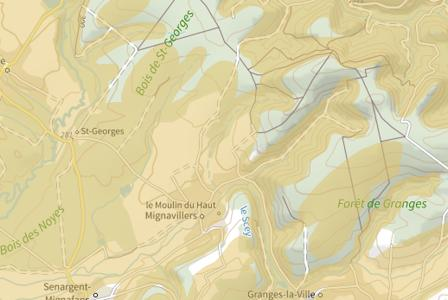 Bois de St-Georges
281
St-Georges
le Moulin du Haut
Mignavillers
le Scey
Forêt de Granges
Bois des Noyes
Senargent-
Mignafans
Granges-la-Ville